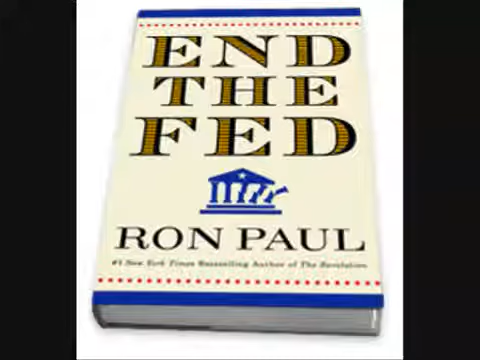 END
THE
FED
RON PAUL
#1 New York Times Bestselling Author of The Revolution